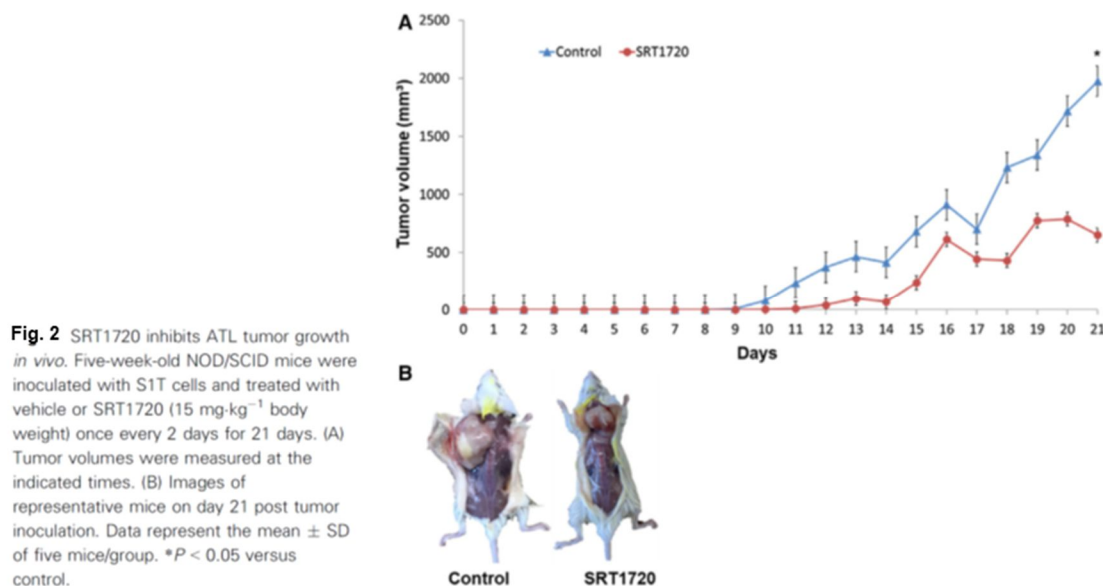 A
Tumor volume (mm³)
2500
2000
1500
1000
500
0
Control SRT1720
*
0 1 2 3 4 5 6 7 8 9 10 11 12 13 14 15 16 17 18 19 20 21
Days
B
Control SRT1720
Fig. 2 SRT1720 inhibits ATL tumor growth
in vivo. Five-week-old NOD/SCID mice were
inoculated with S1T cells and treated with
vehicle or SRT1720 (15 mg·kg⁻¹ body
weight) once every 2 days for 21 days. (A)
Tumor volumes were measured at the
indicated times. (B) Images of
representative mice on day 21 post tumor
inoculation. Data represent the mean ± SD
of five mice/group. *P < 0.05 versus
control.